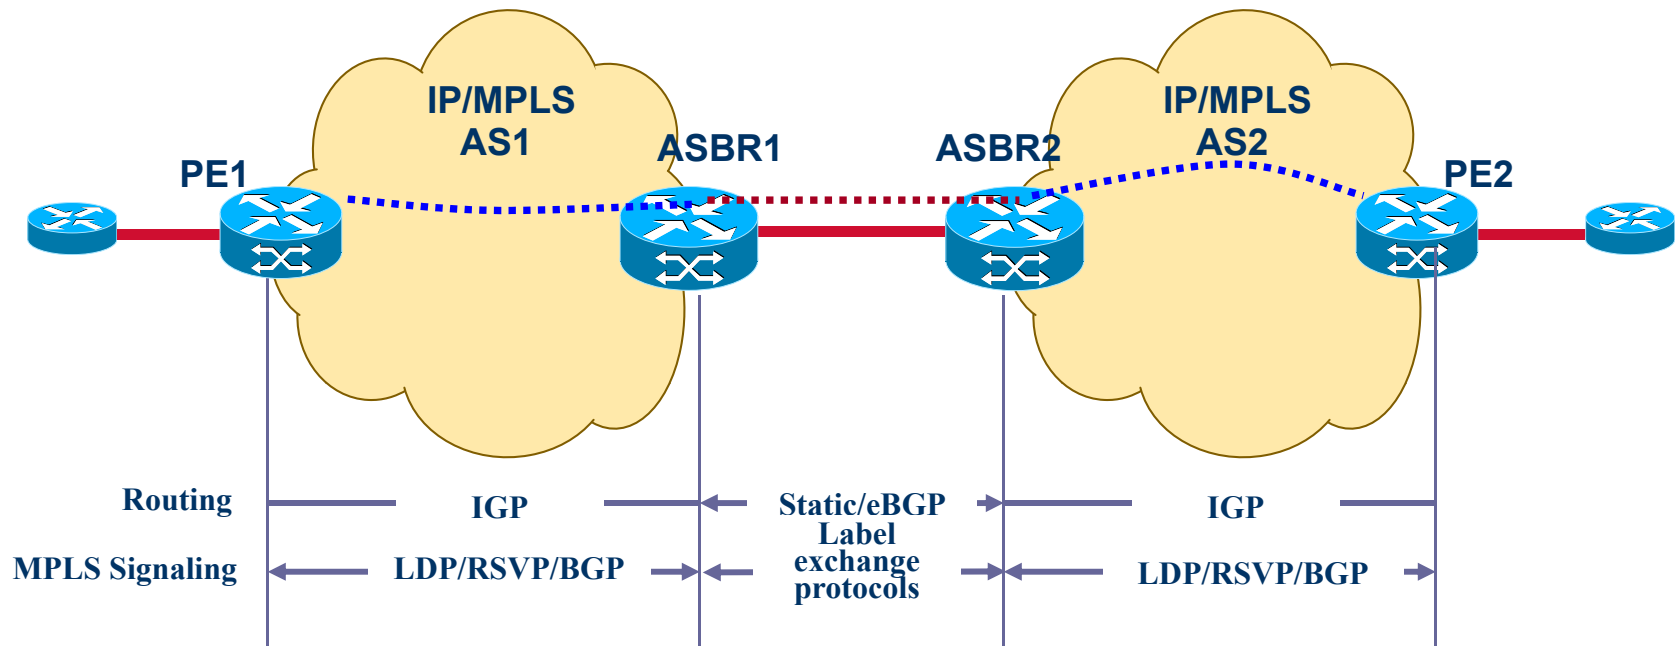 IP/MPLS
AS1
IP/MPLS
AS2
PE1
ASBR1
ASBR2
PE2
Routing
IGP
Static/eBGP
IGP
MPLS Signaling
LDP/RSVP/BGP
Label
exchange
protocols
LDP/RSVP/BGP